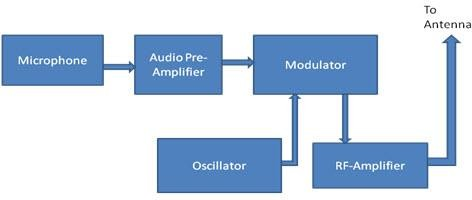 To
Antenna
Microphone
Audio Pre-
Amplifier
Modulator
Oscillator
RF-Amplifier